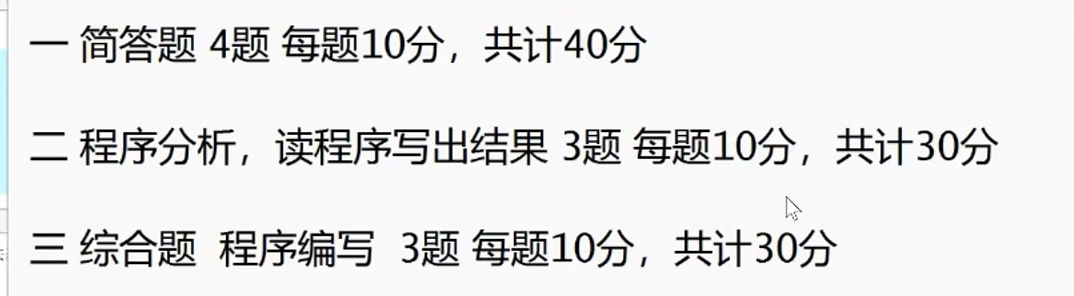 一 简答题 4题 每题10分，共计40分
二 程序分析，读程序写出结果 3题 每题10分，共计30分
三 综合题 程序编写 3题 每题10分，共计30分